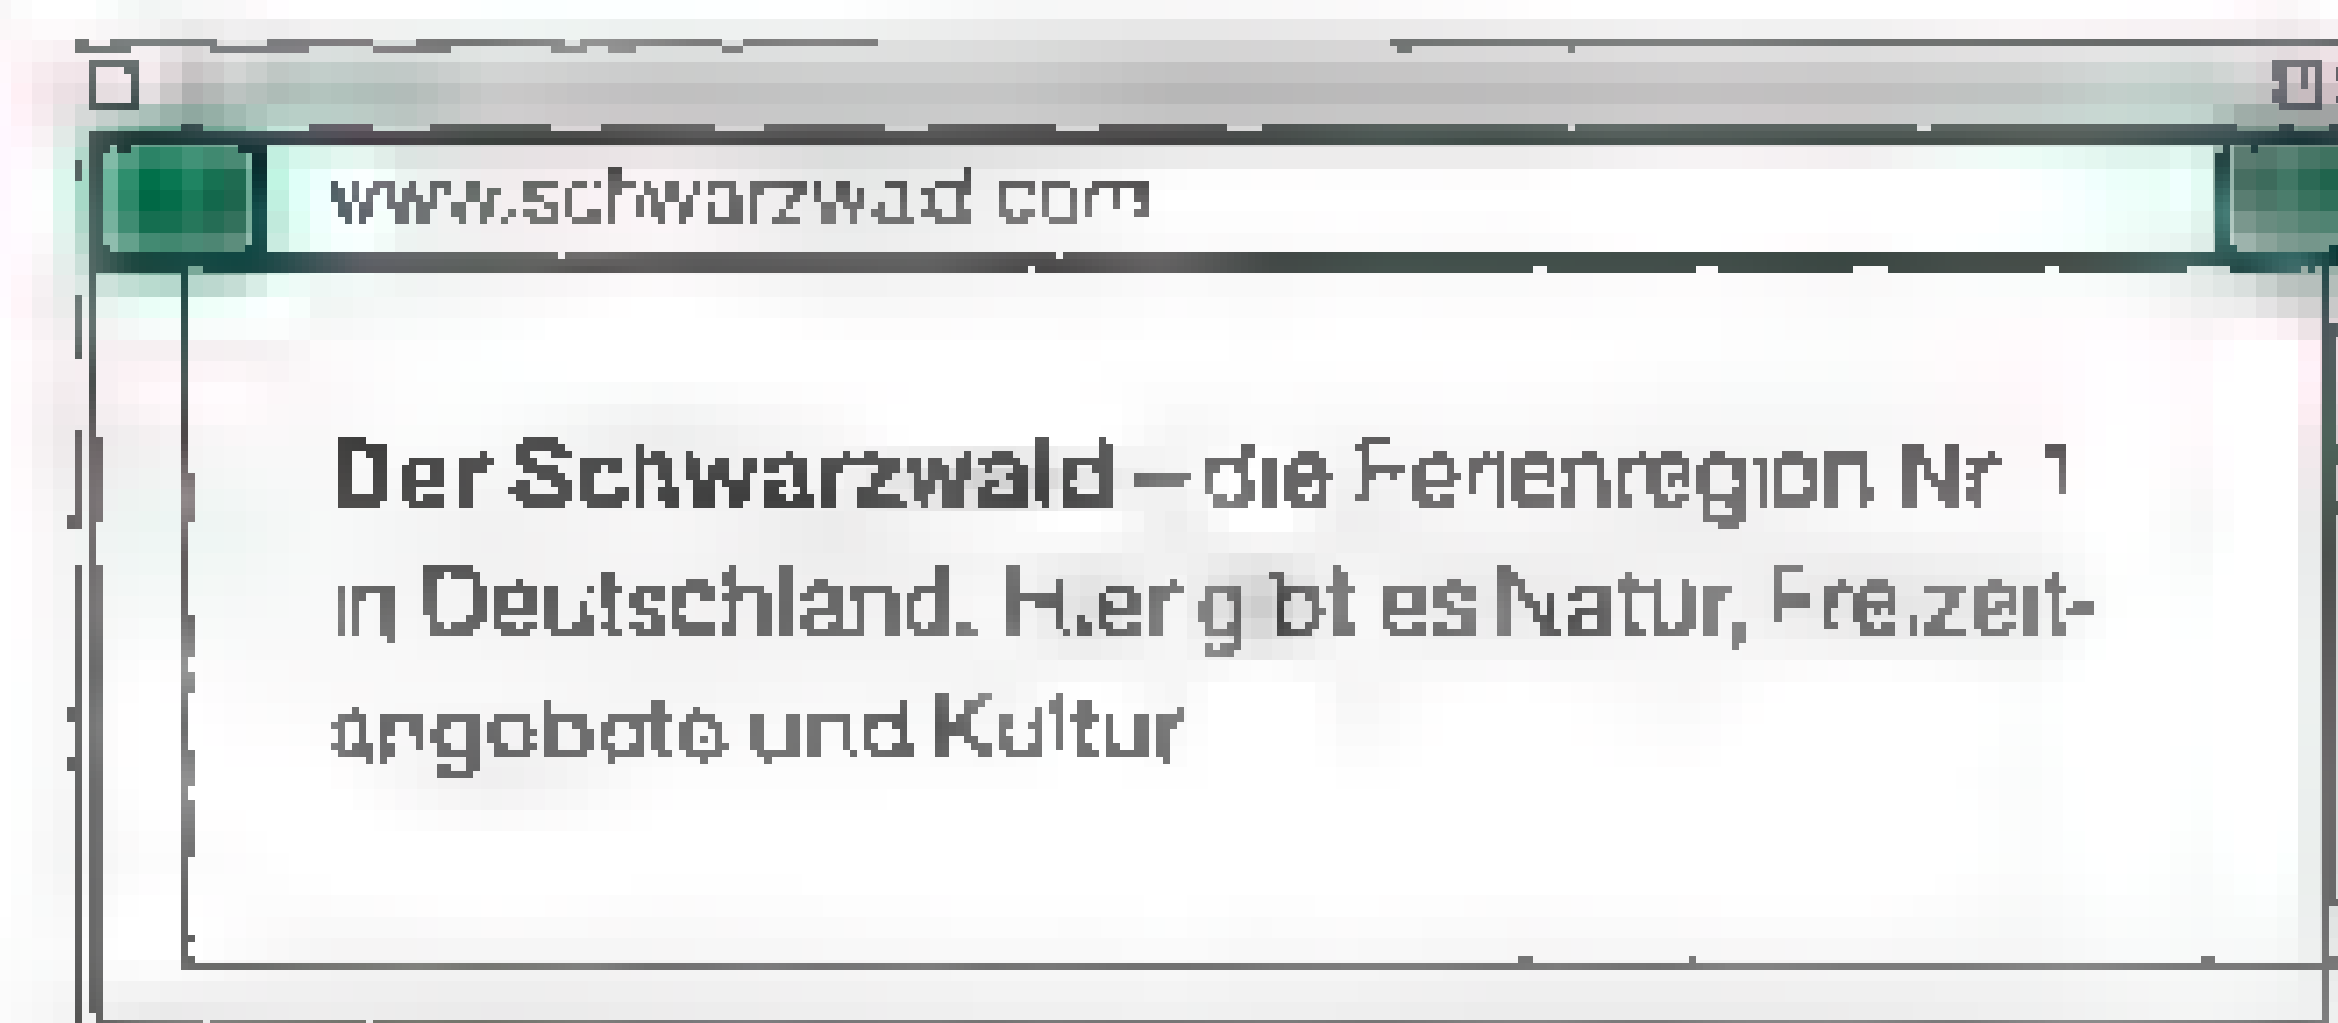 www.schwarzwald.com
Der Schwarzwald – die Ferienregion Nr. 1
in Deutschland. Hier gibt es Natur, Freizeit-
angebote und Kultur